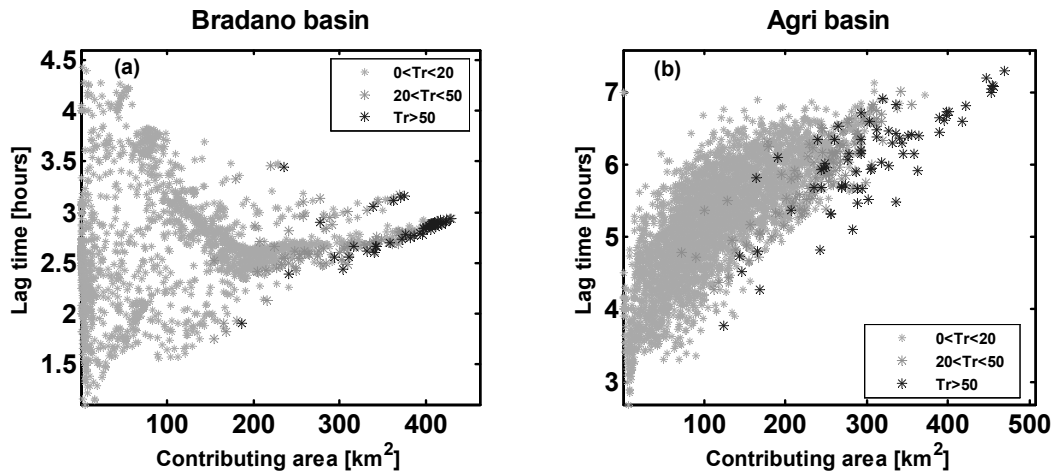 Bradano basin
(a)
0<Tr<20
20<Tr<50
Tr>50
4.5
4
3.5
3
2.5
2
1.5
Lag time [hours]
100 200 300 400
Contributing area [km²]
Agri basin
(b)
0<Tr<20
20<Tr<50
Tr>50
7
6
5
4
3
Lag time [hours]
100 200 300 400 500
Contributing area [km²]